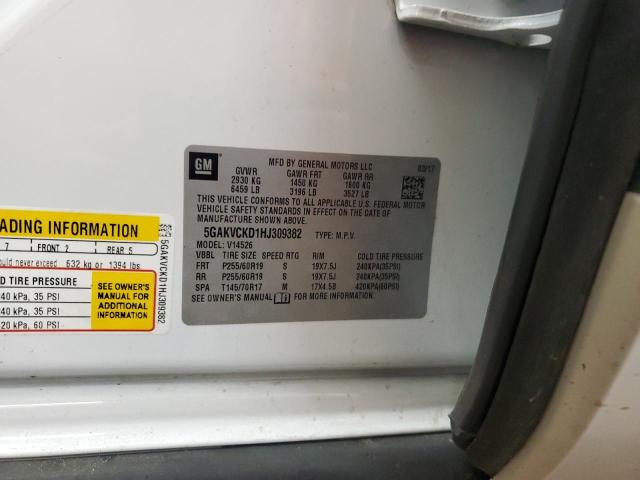 GM
MFD BY GENERAL MOTORS LLC
03/17
GVWR GAWR FRT GAWR RR
2930 KG 1450 KG 1600 KG
6459 LB 3196 LB 3527 LB
THIS VEHICLE CONFORMS TO ALL APPLICABLE U.S. FEDERAL MOTOR
VEHICLE SAFETY STANDARDS IN EFFECT ON THE DATE OF
MANUFACTURE SHOWN ABOVE.
5GAKVCKD1HJ309382 TYPE: M.P.V.
MODEL: V14526
VBBL TIRE SIZE SPEED RTG RIM COLD TIRE PRESSURE
FRT P255/60R19 S 19X7.5J 240KPA(35PSI)
RR P255/60R19 S 19X7.5J 240KPA(35PSI)
SPA T145/70R17 M 17X4.5B 420KPA(60PSI)
SEE OWNER'S MANUAL FOR MORE INFORMATION.
ADING INFORMATION
7 FRONT 2 REAR 5
ould never exceed 632 kg or 1394 lbs.
D TIRE PRESSURE
40 kPa, 35 PSI
40 kPa, 35 PSI
20 kPa, 60 PSI
SEE OWNER'S
MANUAL FOR
ADDITIONAL
INFORMATION
5GAKVCKD1HJ309382